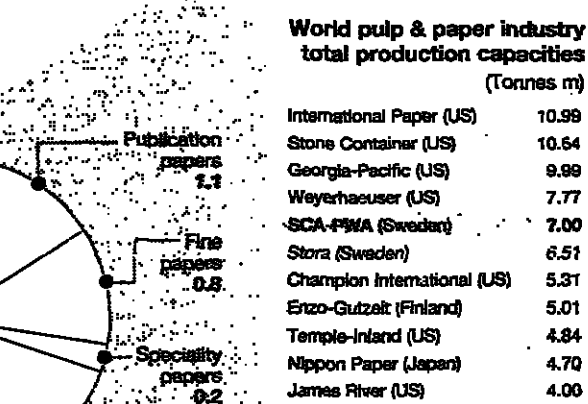 World pulp & paper industry
total production capacities
(Tonnes m)
International Paper (US) 10.99
Stone Container (US) 10.64
Georgia-Pacific (US) 9.99
Weyerhaeuser (US) 7.77
SCA-PWA (Sweden) 7.00
Stora (Sweden) 6.51
Champion International (US) 5.31
Enzo-Gutzeit (Finland) 5.01
Temple-Inland (US) 4.84
Nippon Paper (Japan) 4.70
James River (US) 4.00
Publication
papers
1.1
Fine
papers
0.8
Speciality
papers
0.2